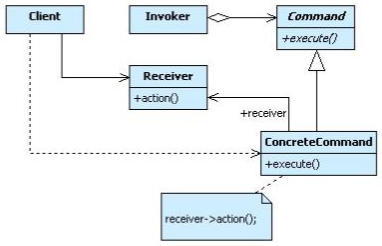 Client
Invoker
Command
+execute()
Receiver
+action()
+receiver
ConcreteCommand
+execute()
receiver->action();